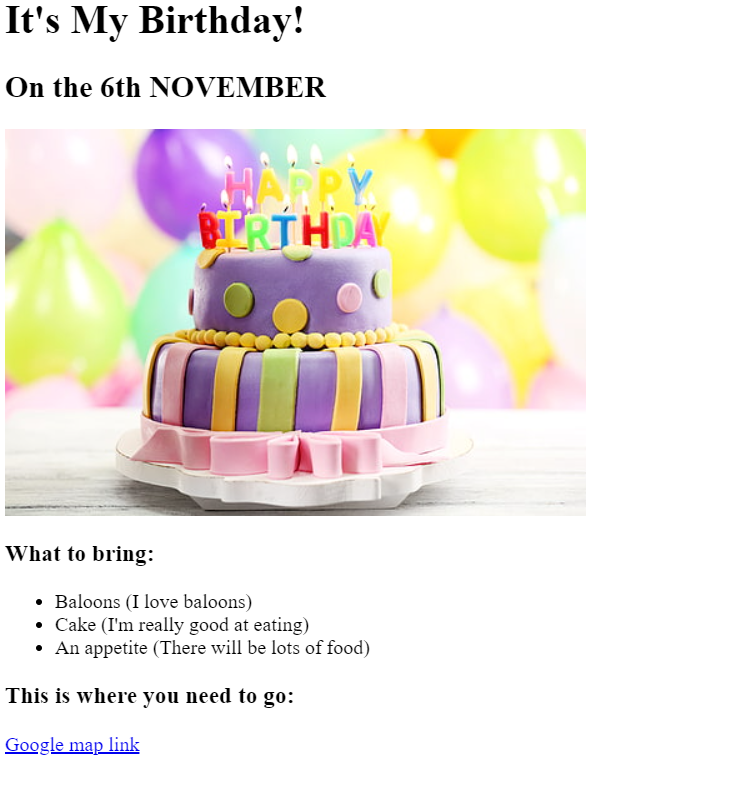 It's My Birthday!
On the 6th NOVEMBER
HAPPY
BIRTHDAY
What to bring:
Baloons (I love baloons)
Cake (I'm really good at eating)
An appetite (There will be lots of food)
This is where you need to go:
Google map link